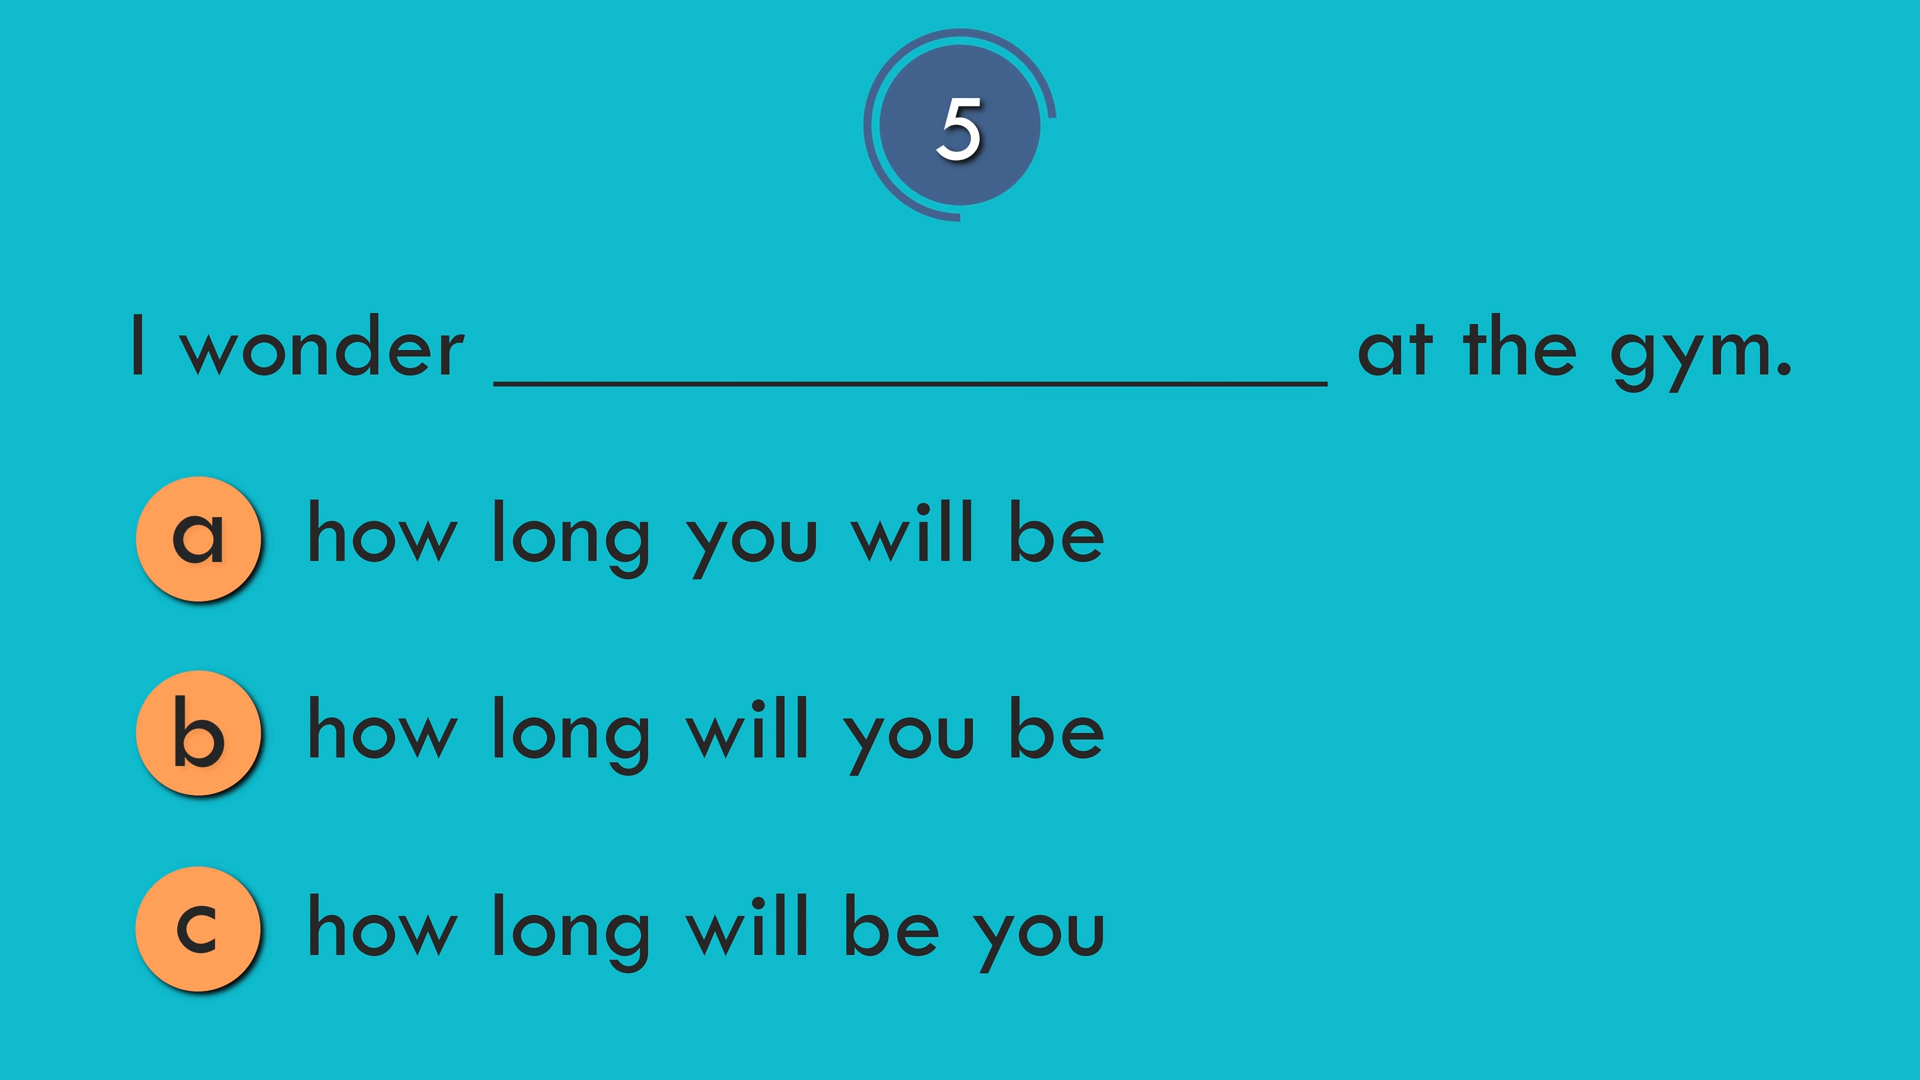 5
I wonder ____________________ at the gym.
a how long you will be
b how long will you be
c how long will be you